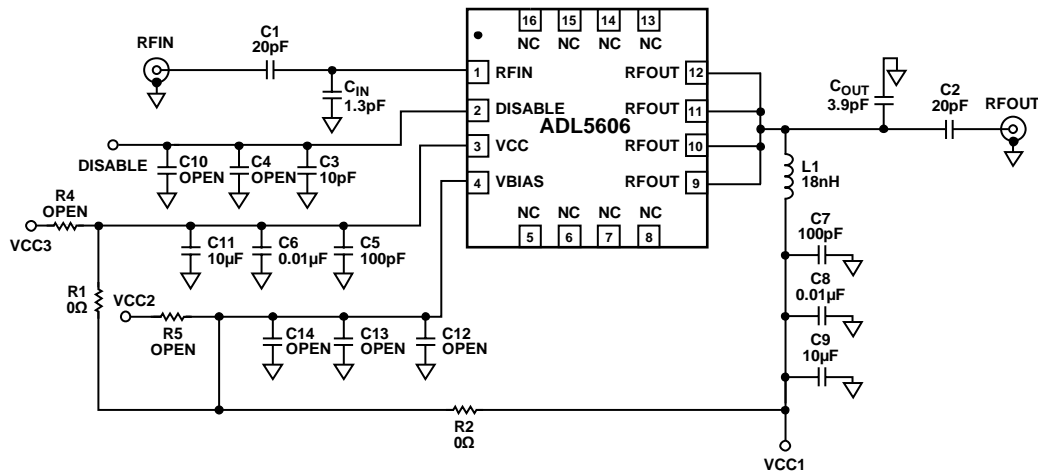 16 15 14 13
NC NC NC NC
RFIN
C1
20pF
1 RFIN
RFOUT 12
C_IN
1.3pF
2 DISABLE
RFOUT 11
ADL5606
C_OUT
3.9pF
C2
20pF
RFOUT
3 VCC
RFOUT 10
DISABLE
C10
OPEN
C4
OPEN
C3
10pF
4 VBIAS
RFOUT 9
L1
18nH
NC NC NC NC
5 6 7 8
R4
OPEN
VCC3
C11
10µF
C6
0.01µF
C5
100pF
C7
100pF
R1
0Ω
VCC2
R5
OPEN
C8
0.01µF
C14
OPEN
C13
OPEN
C12
OPEN
C9
10µF
R2
0Ω
VCC1